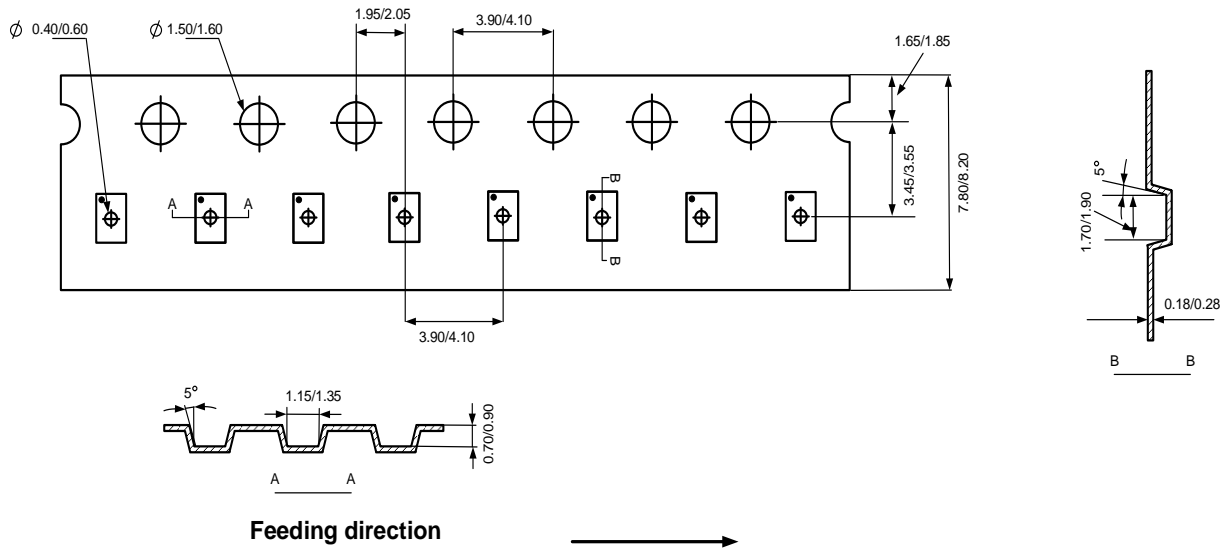 1.95/2.05
3.90/4.10
ϕ 0.40/0.60
ϕ 1.50/1.60
1.65/1.85
3.45/3.55
7.80/8.20
A A
B
B
3.90/4.10
5°
1.70/1.90
0.18/0.28
B B
5°
1.15/1.35
0.70/0.90
A A
Feeding direction